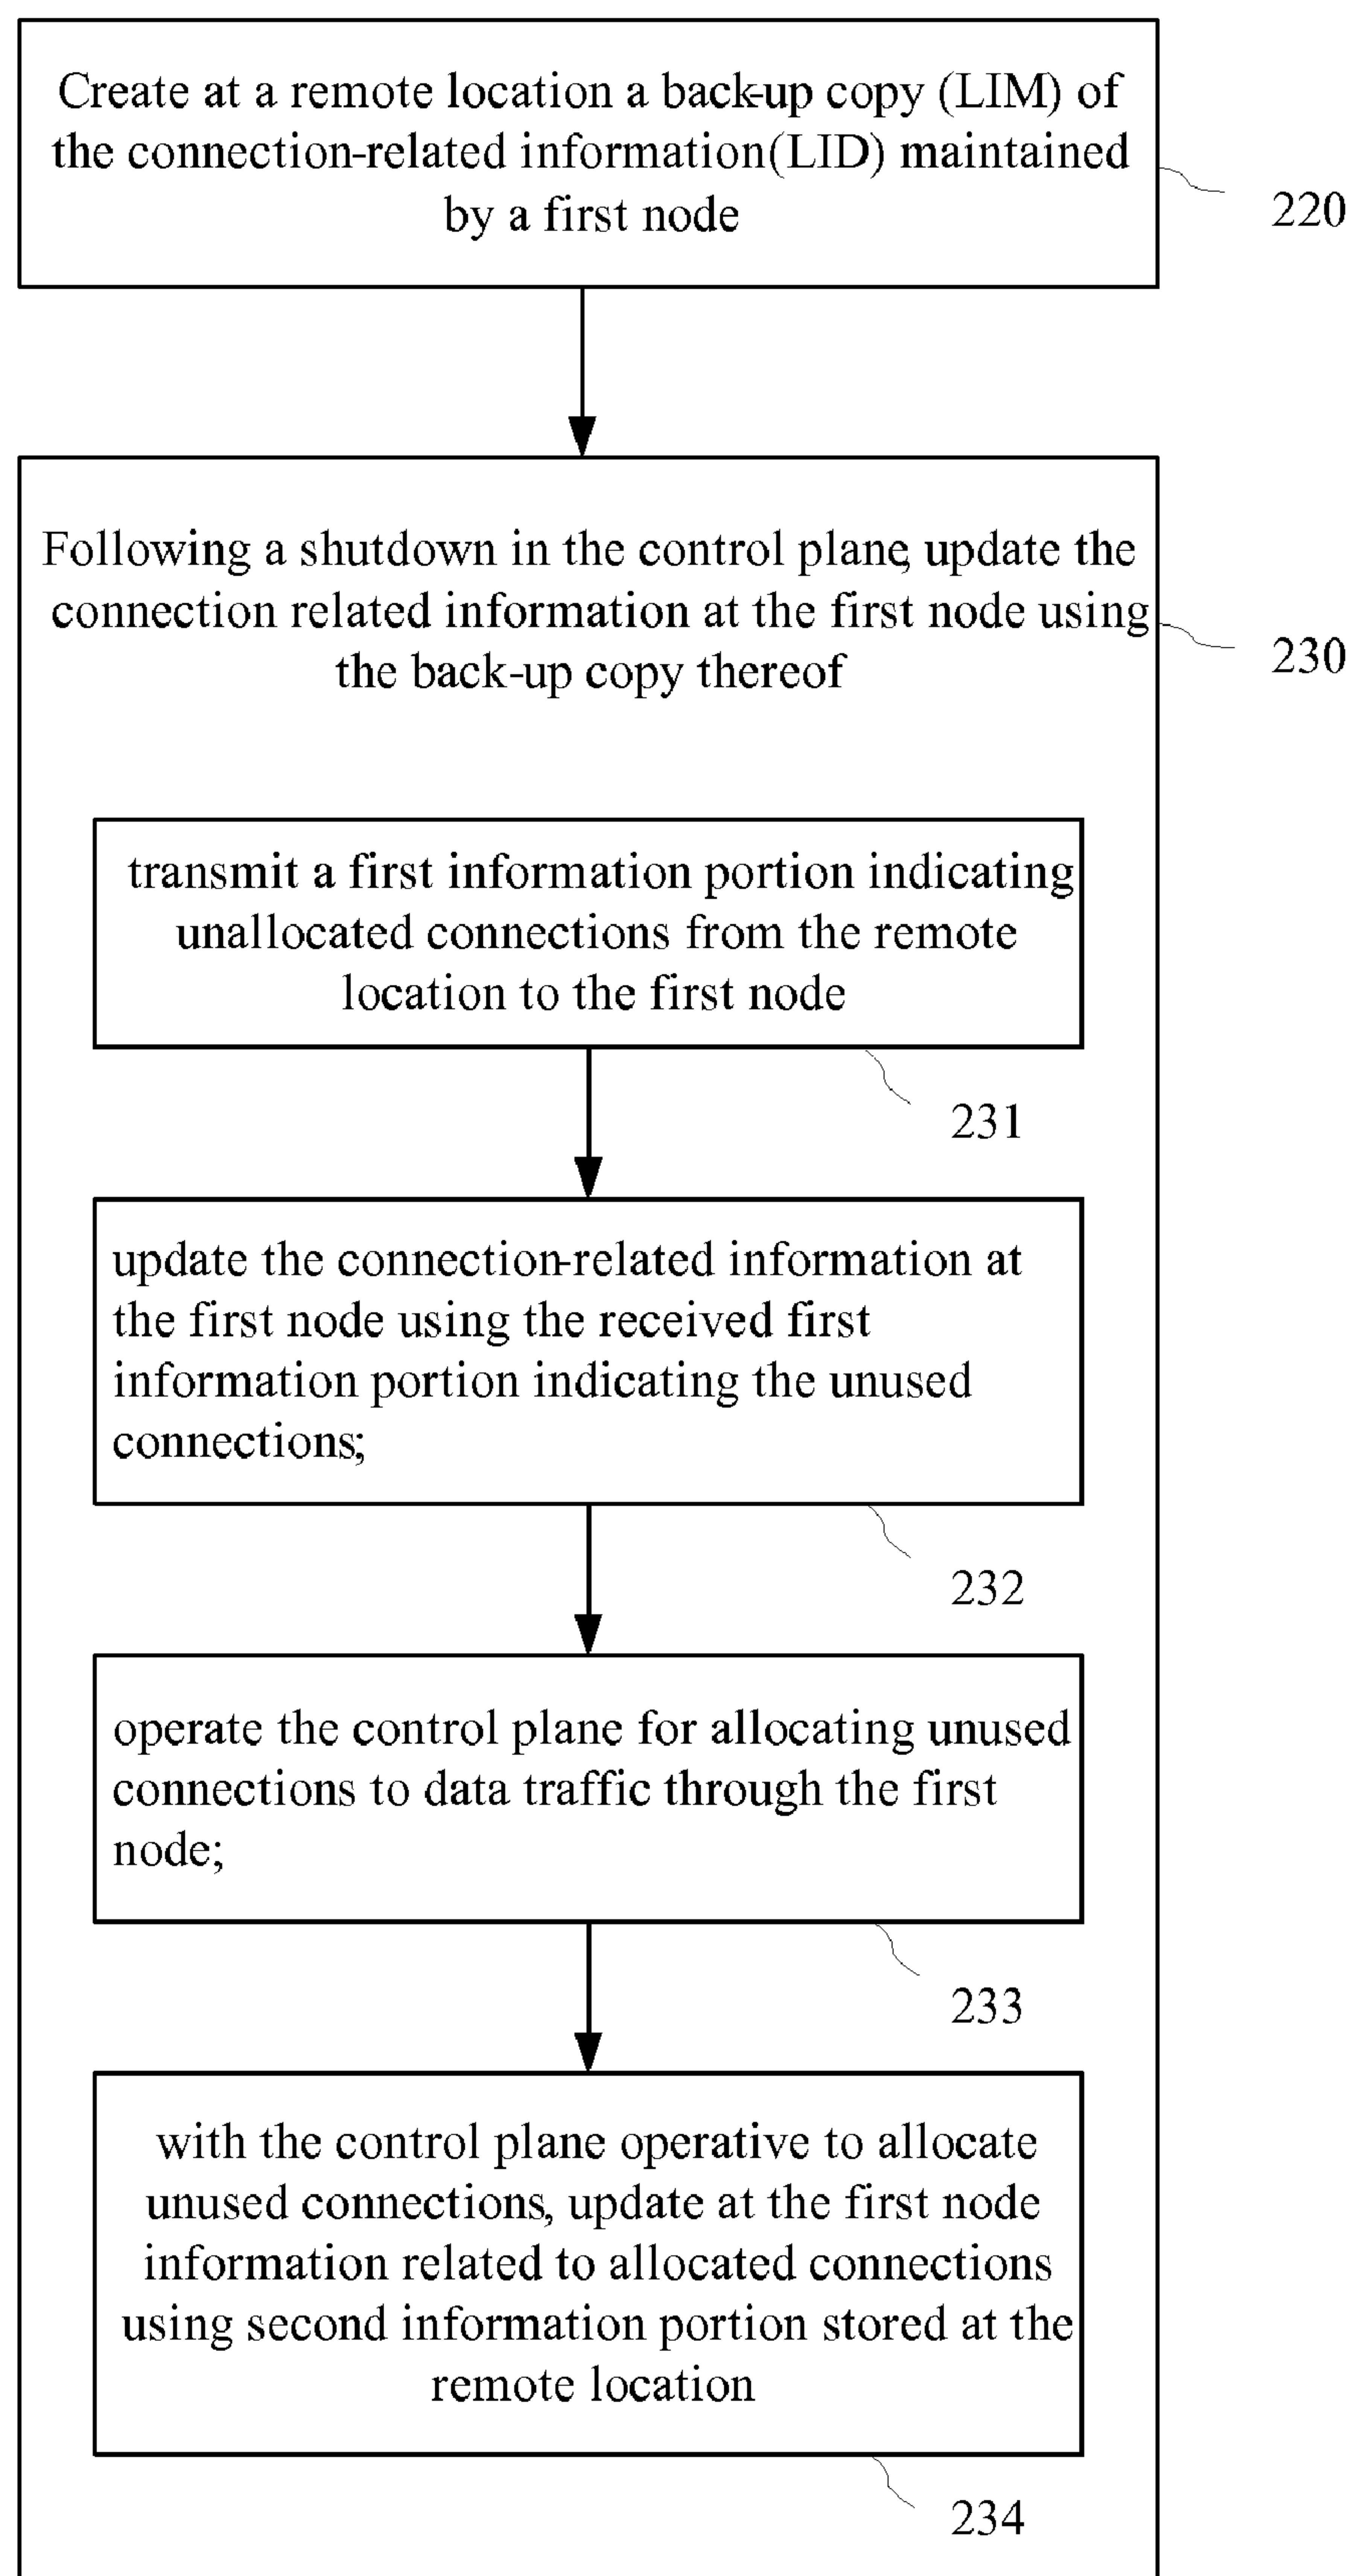 Create at a remote location a back-up copy (LIM) of
the connection-related information(LID) maintained
by a first node
220
Following a shutdown in the control plane, update the
connection related information at the first node using
the back-up copy thereof
230
transmit a first information portion indicating
unallocated connections from the remote
location to the first node
231
update the connection-related information at
the first node using the received first
information portion indicating the unused
connections;
232
operate the control plane for allocating unused
connections to data traffic through the first
node;
233
with the control plane operative to allocate
unused connections, update at the first node
information related to allocated connections
using second information portion stored at the
remote location
234